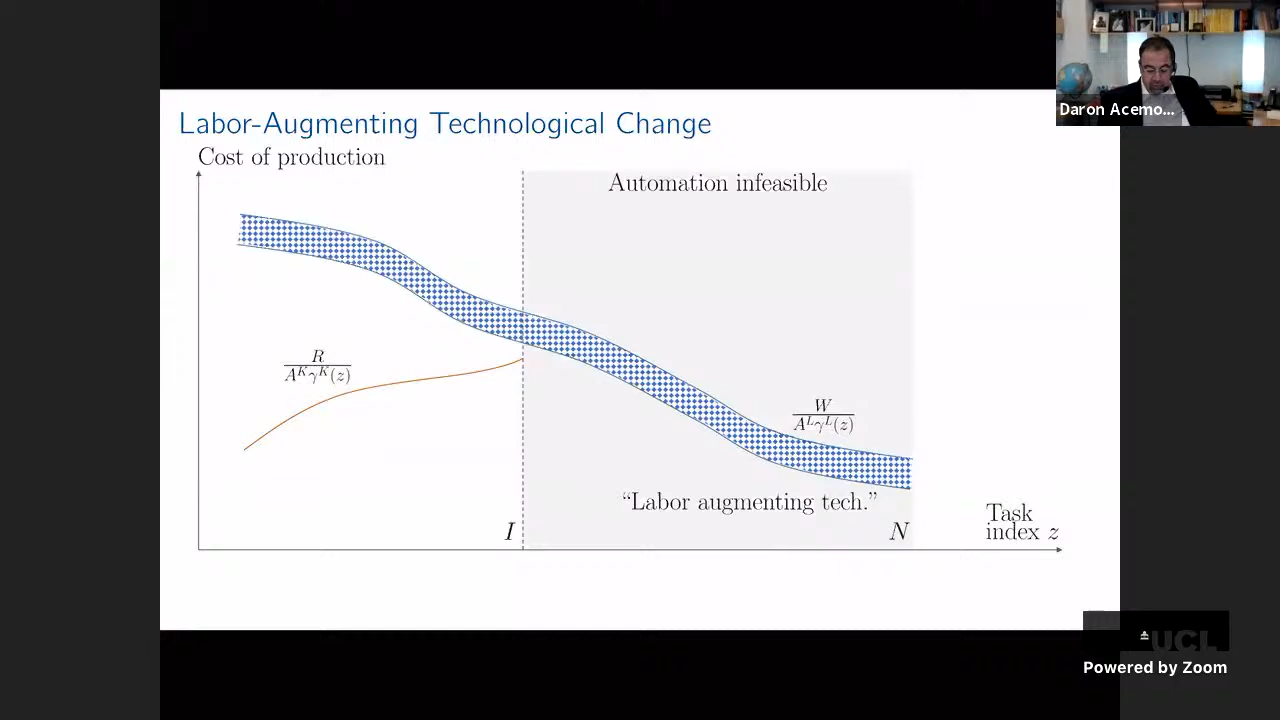 Labor-Augmenting Technological Change
Cost of production
Automation infeasible
R
A^K γ^K(z)
W
A^L γ^L(z)
“Labor augmenting tech.”
I
N
Task
index z
Daron Acemo...
UCL
Powered by Zoom